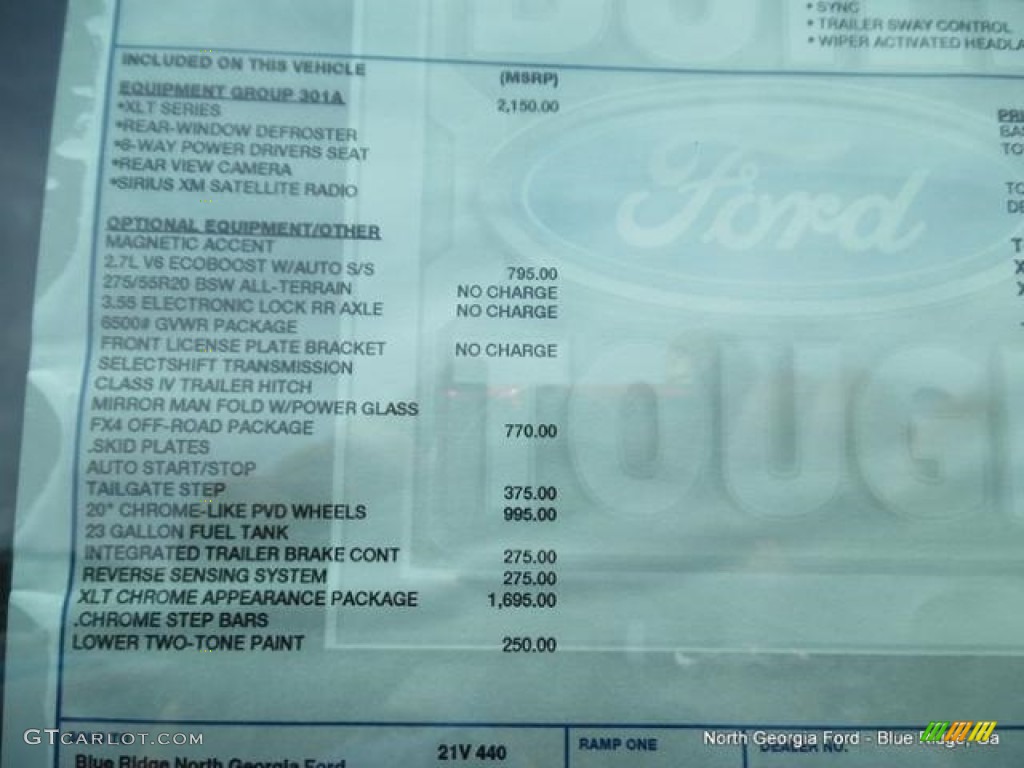 • SYNC
• TRAILER SWAY CONTROL
• WIPER ACTIVATED
INCLUDED ON THIS VEHICLE
(MSRP)
EQUIPMENT GROUP 301A 2,150.00
*XLT SERIES
*REAR-WINDOW DEFROSTER
*8-WAY POWER DRIVERS SEAT
*REAR VIEW CAMERA
*SIRIUS XM SATELLITE RADIO
Ford
OPTIONAL EQUIPMENT/OTHER
MAGNETIC ACCENT
2.7L V6 ECOBOOST W/AUTO S/S 795.00
275/55R20 BSW ALL-TERRAIN NO CHARGE
3.55 ELECTRONIC LOCK RR AXLE NO CHARGE
6500# GVWR PACKAGE
FRONT LICENSE PLATE BRACKET NO CHARGE
SELECTSHIFT TRANSMISSION
CLASS IV TRAILER HITCH
MIRROR MAN FOLD W/POWER GLASS
FX4 OFF-ROAD PACKAGE 770.00
.SKID PLATES
AUTO START/STOP
TAILGATE STEP 375.00
20" CHROME-LIKE PVD WHEELS 995.00
23 GALLON FUEL TANK
INTEGRATED TRAILER BRAKE CONT 275.00
REVERSE SENSING SYSTEM 275.00
XLT CHROME APPEARANCE PACKAGE 1,695.00
.CHROME STEP BARS
LOWER TWO-TONE PAINT 250.00
TOUG
GTCARLOT.COM
Blue Ridge North Georgia Ford
21V 440
RAMP ONE
DEALER NO.
North Georgia Ford - Blue Ridge, Ga